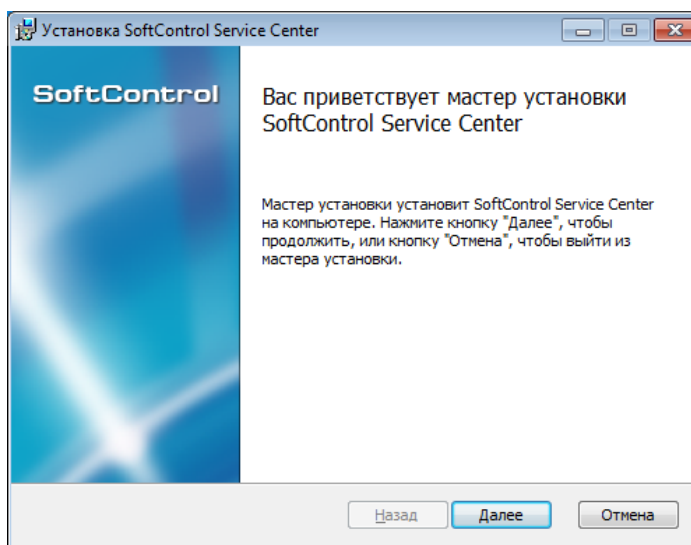 Установка SoftControl Service Center
SoftControl
Вас приветствует мастер установки
SoftControl Service Center
Мастер установки установит SoftControl Service Center
на компьютере. Нажмите кнопку "Далее", чтобы
продолжить, или кнопку "Отмена", чтобы выйти из
мастера установки.
Назад
Далее
Отмена